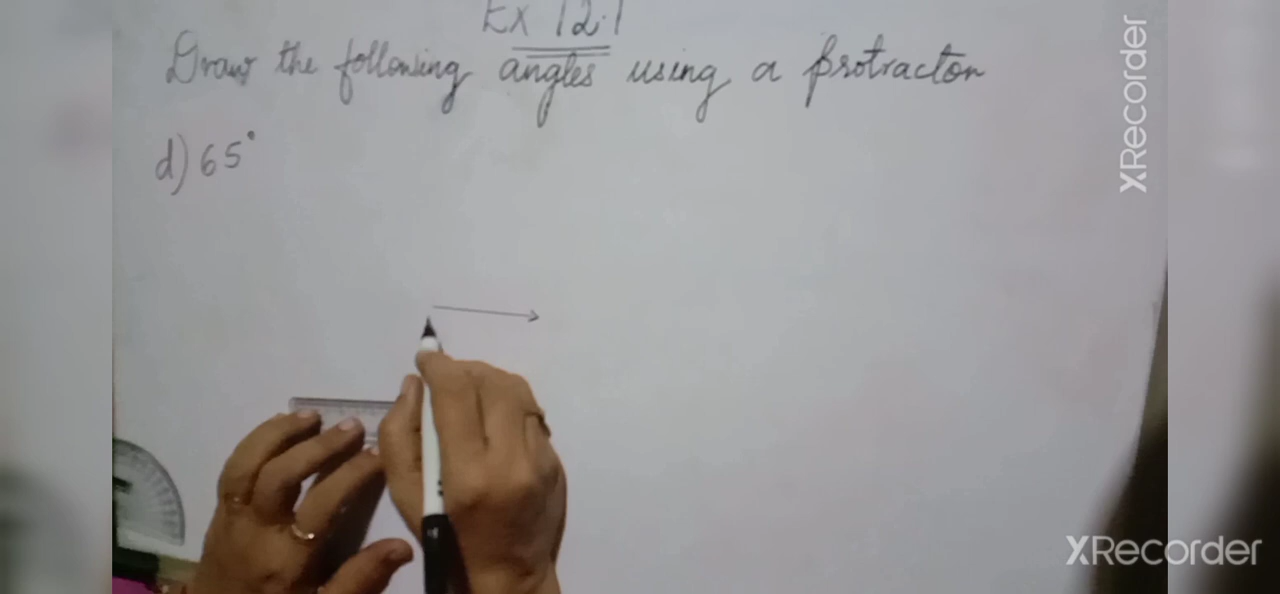 Ex 12.1
Draw the following angles using a protractor
d) 65°
XRecorder
XRecorder